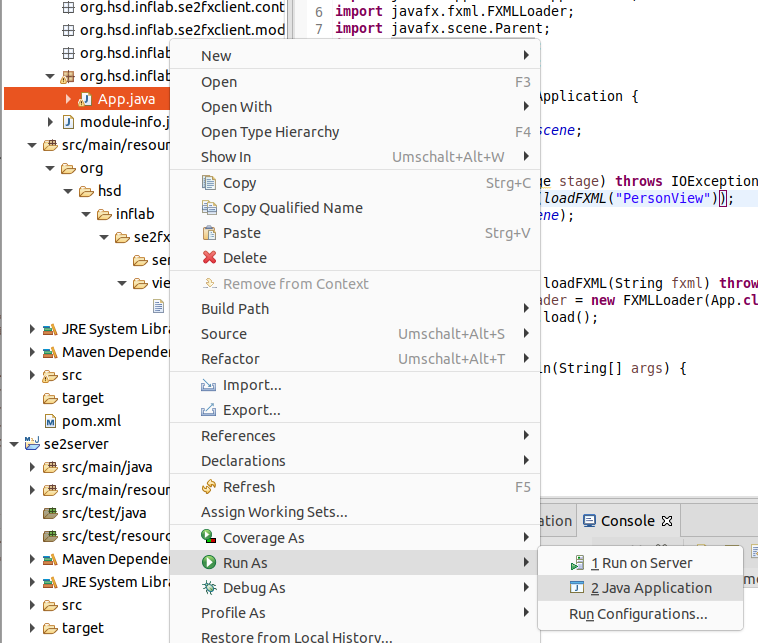 org.hsd.inflab.se2fxclient.cont
org.hsd.inflab.se2fxclient.mod
org.hsd.inflab
org.hsd.inflab
App.java
module-info.j
src/main/resour
org
hsd
inflab
se2fx
ser
vie
JRE System Libra
Maven Depender
src
target
pom.xml
se2server
src/main/java
src/main/resour
src/test/java
src/test/resourc
Maven Depender
JRE System Libra
src
target
6 import javafx.fxml.FXMLLoader;
7 import javafx.scene.Parent;
Application {
scene;
ge stage) throws IOException
(loadFXML("PersonView"));
ene);
loadFXML(String fxml) throw
ader = new FXMLLoader(App.cl
load();
in(String[] args) {
New
Open F3
Open With
Open Type Hierarchy F4
Show In Umschalt+Alt+W
Copy Strg+C
Copy Qualified Name
Paste Strg+V
Delete
Remove from Context
Build Path
Source Umschalt+Alt+S
Refactor Umschalt+Alt+T
Import...
Export...
References
Declarations
Refresh F5
Assign Working Sets...
Coverage As
Run As
Debug As
Profile As
Restore from Local History...
ation
Console
1 Run on Server
2 Java Application
Run Configurations...